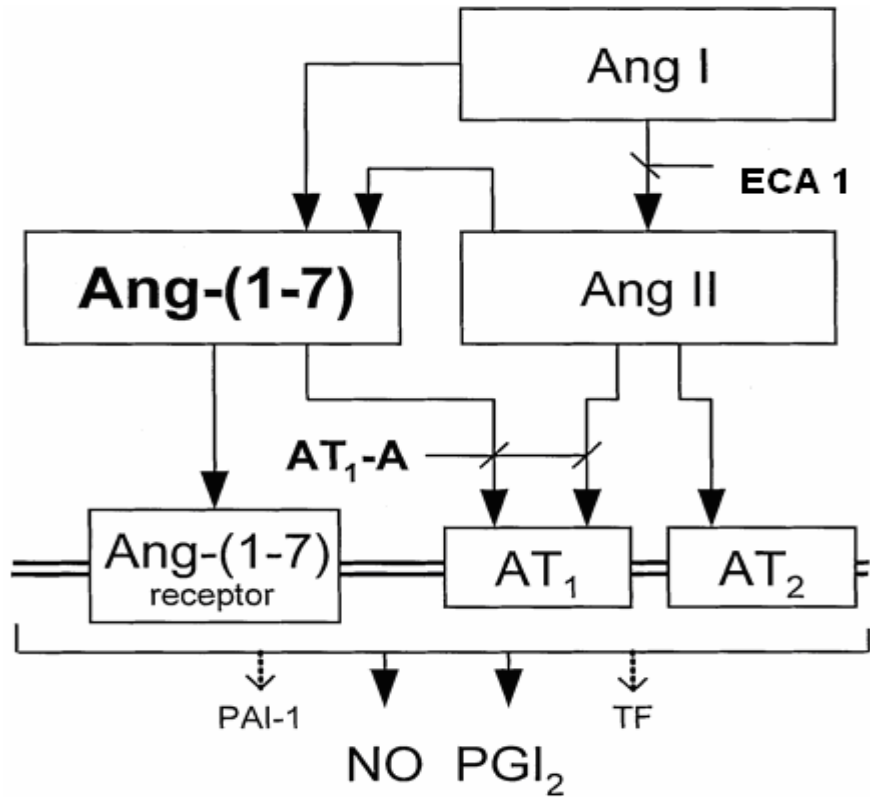 Ang I
ECA 1
Ang-(1-7)
Ang II
AT₁-A
Ang-(1-7)
receptor
AT₁
AT₂
PAI-1
TF
NO PGI₂